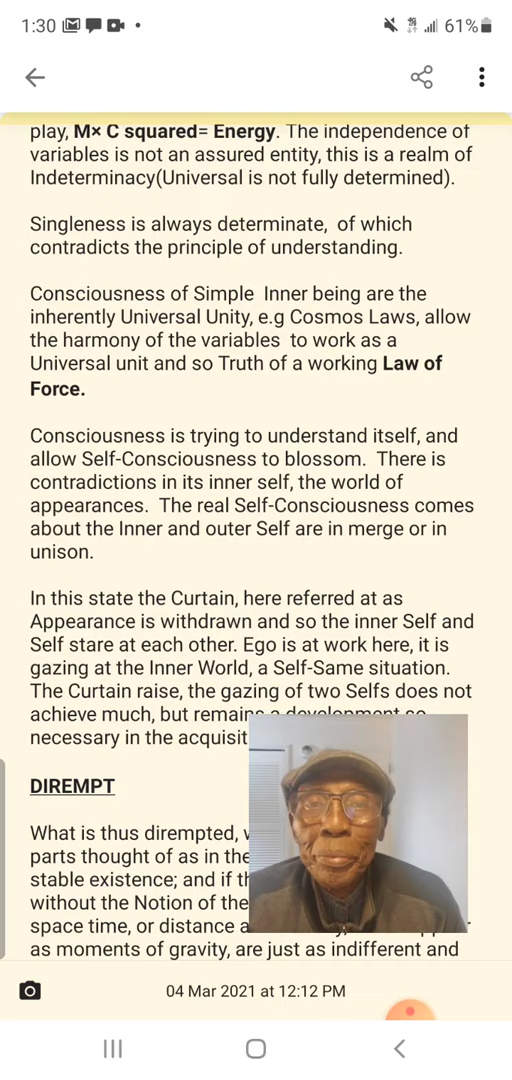 1:30
61%
play, M× C squared= Energy. The independence of
variables is not an assured entity, this is a realm of
Indeterminacy(Universal is not fully determined).
Singleness is always determinate,  of which
contradicts the principle of understanding.
Consciousness of Simple  Inner being are the
inherently Universal Unity, e.g Cosmos Laws, allow
the harmony of the variables  to work as a
Universal unit and so Truth of a working Law of
Force.
Consciousness is trying to understand itself, and
allow Self-Consciousness to blossom.  There is
contradictions in its inner self, the world of
appearances.  The real Self-Consciousness comes
about the Inner and outer Self are in merge or in
unison.
In this state the Curtain, here referred at as
Appearance is withdrawn and so the inner Self and
Self stare at each other. Ego is at work here, it is
gazing at the Inner World, a Self-Same situation.
The Curtain raise, the gazing of two Selfs does not
achieve much, but remains a development so
necessary in the acquisit
DIREMPT
What is thus dirempted,
parts thought of as in the
stable existence; and if
without the Notion of the
space time, or distance
as moments of gravity, are just as indifferent and
04 Mar 2021 at 12:12 PM